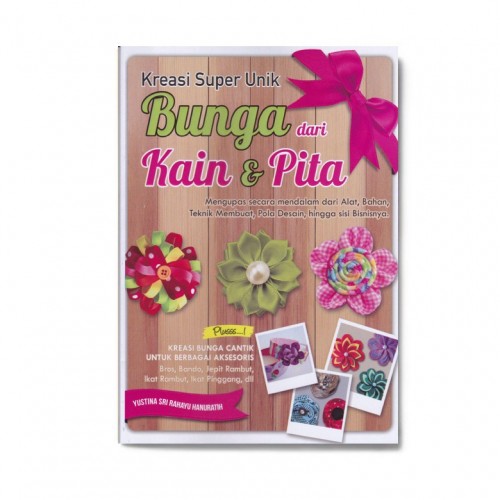 Kreasi Super Unik
Bunga dari
Kain & Pita
Mengupas secara mendalam dari Alat, Bahan,
Teknik Membuat, Pola Desain, hingga sisi Bisnisnya.
Plusss...!
KREASI BUNGA CANTIK
UNTUK BERBAGAI AKSESORIS
Bros, Bando, Jepit Rambut,
Ikat Rambut, Ikat Pinggang, dll
YUSTINA SRI RAHAYU HANURATIH